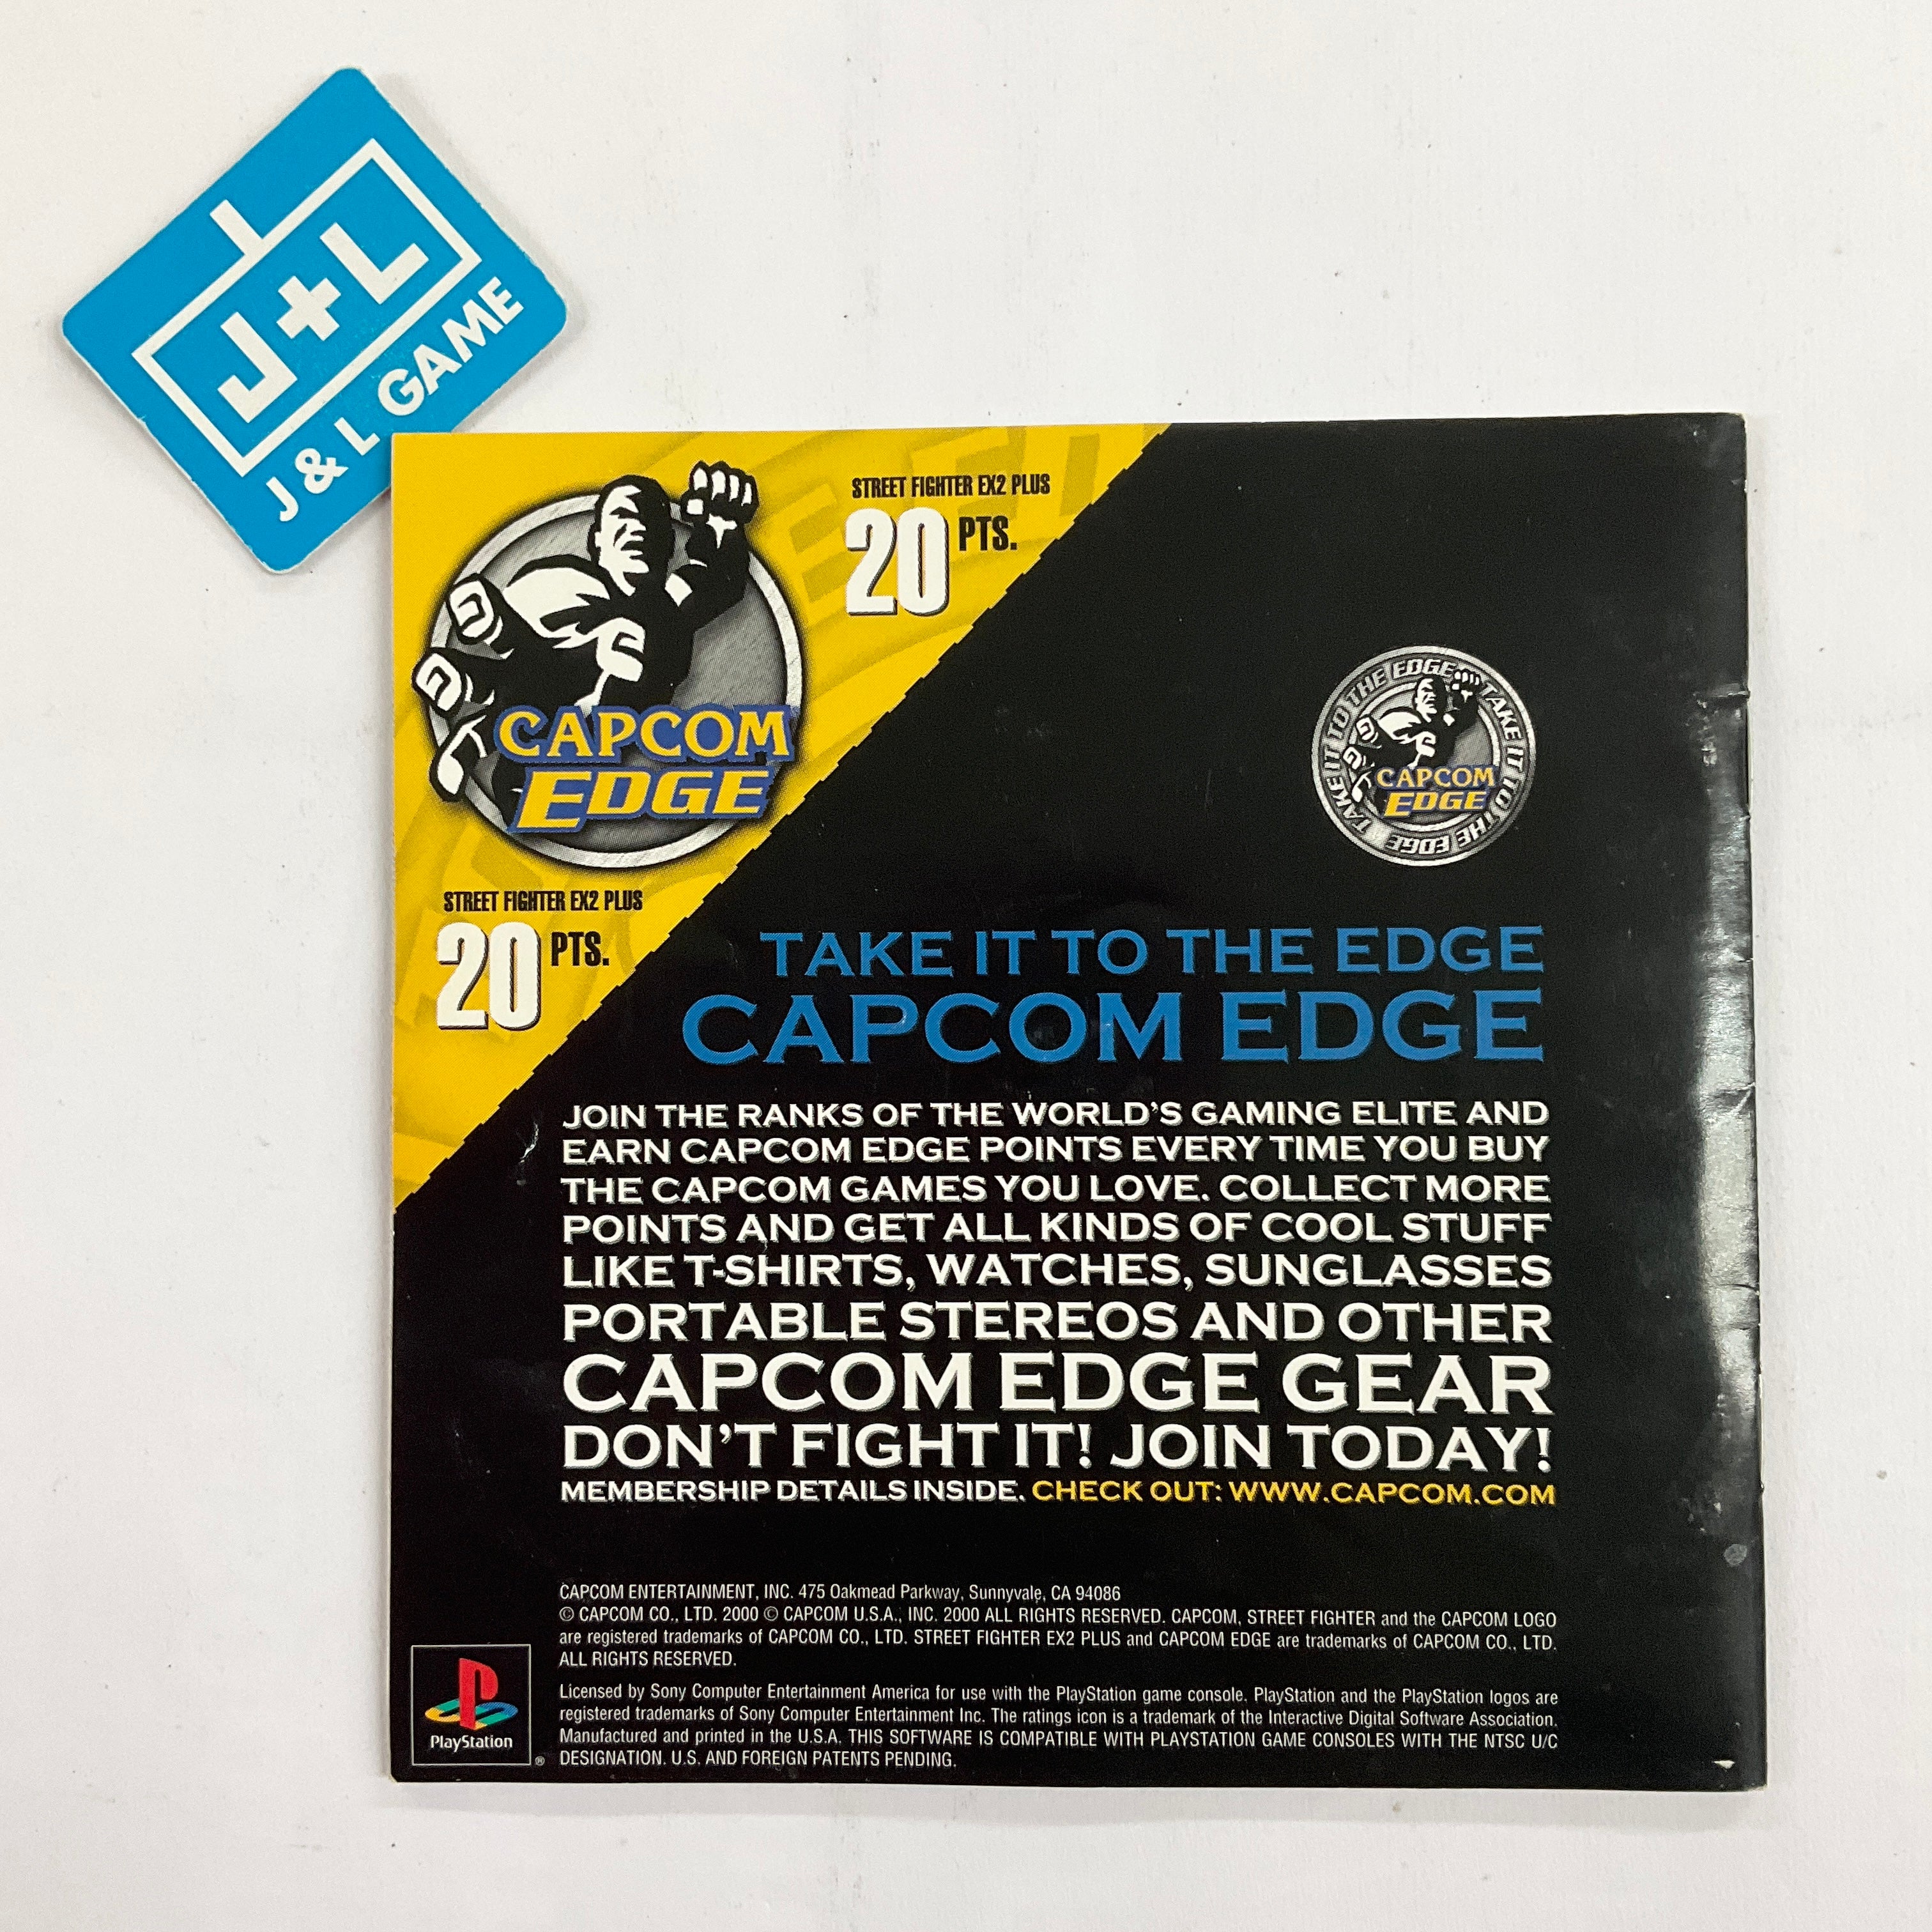 J+L
J & L GAME
STREET FIGHTER EX2 PLUS
20 PTS.
CAPCOM
EDGE
STREET FIGHTER EX2 PLUS
20 PTS.
TAKE IT TO THE EDGE TAKE IT TO THE EDGE
CAPCOM
EDGE
TAKE IT TO THE EDGE
CAPCOM EDGE
JOIN THE RANKS OF THE WORLD'S GAMING ELITE AND
EARN CAPCOM EDGE POINTS EVERY TIME YOU BUY
THE CAPCOM GAMES YOU LOVE. COLLECT MORE
POINTS AND GET ALL KINDS OF COOL STUFF
LIKE T-SHIRTS, WATCHES, SUNGLASSES
PORTABLE STEREOS AND OTHER
CAPCOM EDGE GEAR
DON'T FIGHT IT! JOIN TODAY!
MEMBERSHIP DETAILS INSIDE. CHECK OUT: WWW.CAPCOM.COM
CAPCOM ENTERTAINMENT, INC. 475 Oakmead Parkway, Sunnyvale, CA 94086
© CAPCOM CO., LTD. 2000 © CAPCOM U.S.A., INC. 2000 ALL RIGHTS RESERVED. CAPCOM, STREET FIGHTER and the CAPCOM LOGO
are registered trademarks of CAPCOM CO., LTD. STREET FIGHTER EX2 PLUS and CAPCOM EDGE are trademarks of CAPCOM CO., LTD.
ALL RIGHTS RESERVED.
Licensed by Sony Computer Entertainment America for use with the PlayStation game console. PlayStation and the PlayStation logos are
registered trademarks of Sony Computer Entertainment Inc. The ratings icon is a trademark of the Interactive Digital Software Association.
Manufactured and printed in the U.S.A. THIS SOFTWARE IS COMPATIBLE WITH PLAYSTATION GAME CONSOLES WITH THE NTSC U/C
DESIGNATION. U.S. AND FOREIGN PATENTS PENDING.
PlayStation ®